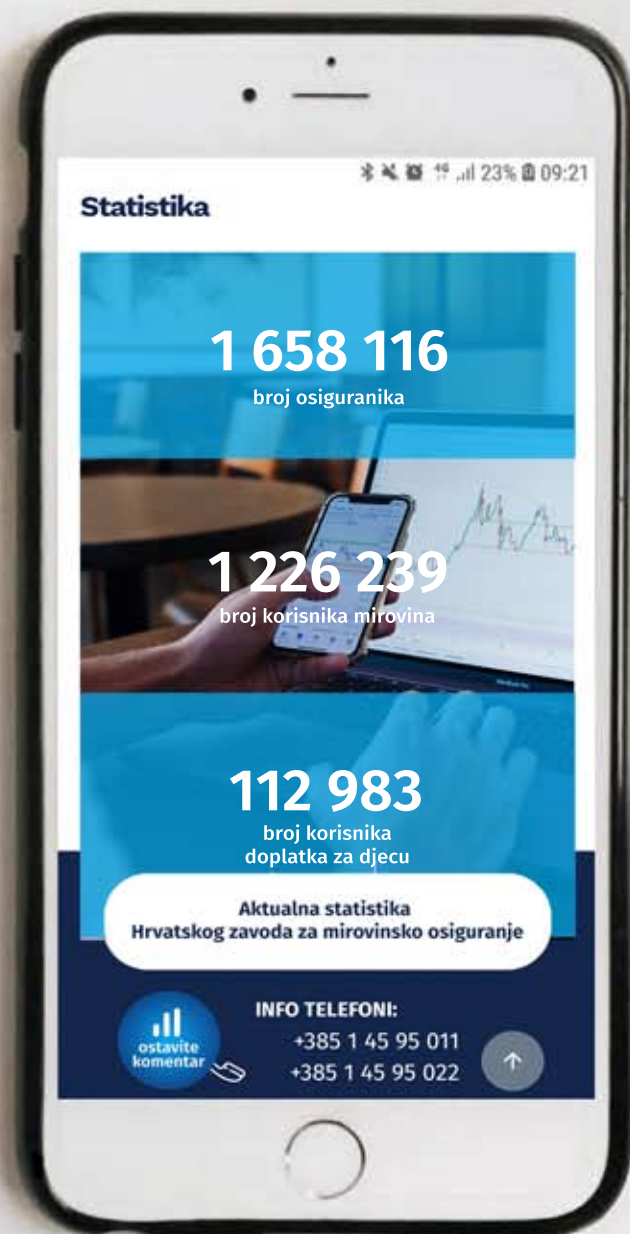 4G 23% 09:21
Statistika
1 658 116
broj osiguranika
1 226 239
broj korisnika mirovina
112 983
broj korisnika
doplatka za djecu
Aktualna statistika
Hrvatskog zavoda za mirovinsko osiguranje
ostavite
komentar
INFO TELEFONI:
+385 1 45 95 011
+385 1 45 95 022